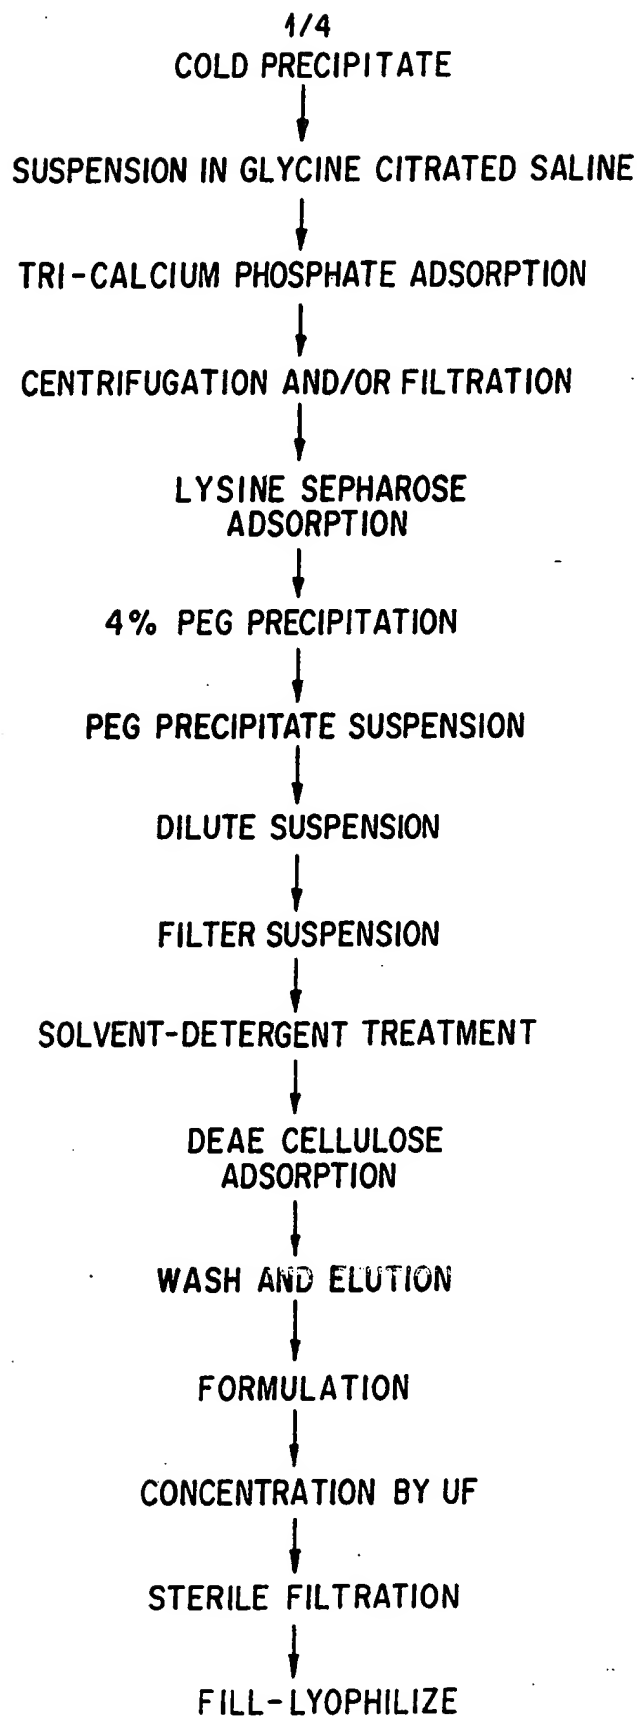 1/4
COLD PRECIPITATE
SUSPENSION IN GLYCINE CITRATED SALINE
TRI-CALCIUM PHOSPHATE ADSORPTION
CENTRIFUGATION AND/OR FILTRATION
LYSINE SEPHAROSE
ADSORPTION
4% PEG PRECIPITATION
PEG PRECIPITATE SUSPENSION
DILUTE SUSPENSION
FILTER SUSPENSION
SOLVENT-DETERGENT TREATMENT
DEAE CELLULOSE
ADSORPTION
WASH AND ELUTION
FORMULATION
CONCENTRATION BY UF
STERILE FILTRATION
FILL-LYOPHILIZE